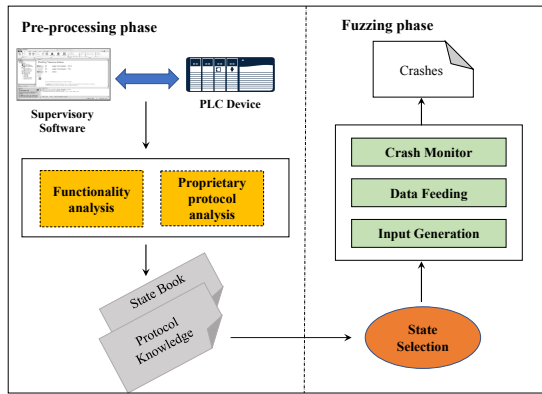 Pre-processing phase
Supervisory
Software
PLC Device
Functionality
analysis
Proprietary
protocol
analysis
State Book
Protocol
Knowledge
Fuzzing phase
Crashes
Crash Monitor
Data Feeding
Input Generation
State
Selection